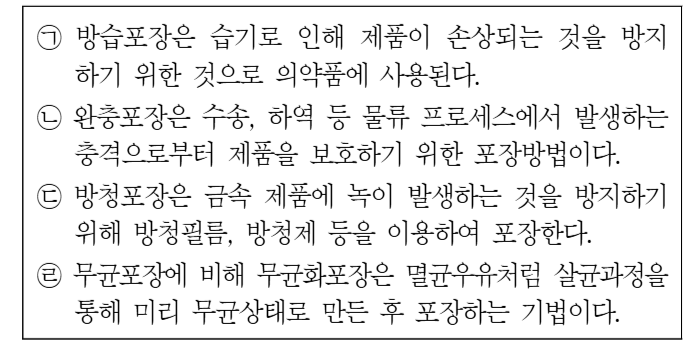 ㉠ 방습포장은 습기로 인해 제품이 손상되는 것을 방지
하기 위한 것으로 의약품에 사용된다.
㉡ 완충포장은 수송, 하역 등 물류 프로세스에서 발생하는
충격으로부터 제품을 보호하기 위한 포장방법이다.
㉢ 방청포장은 금속 제품에 녹이 발생하는 것을 방지하기
위해 방청필름, 방청제 등을 이용하여 포장한다.
㉣ 무균포장에 비해 무균화포장은 멸균우유처럼 살균과정을
통해 미리 무균상태로 만든 후 포장하는 기법이다.